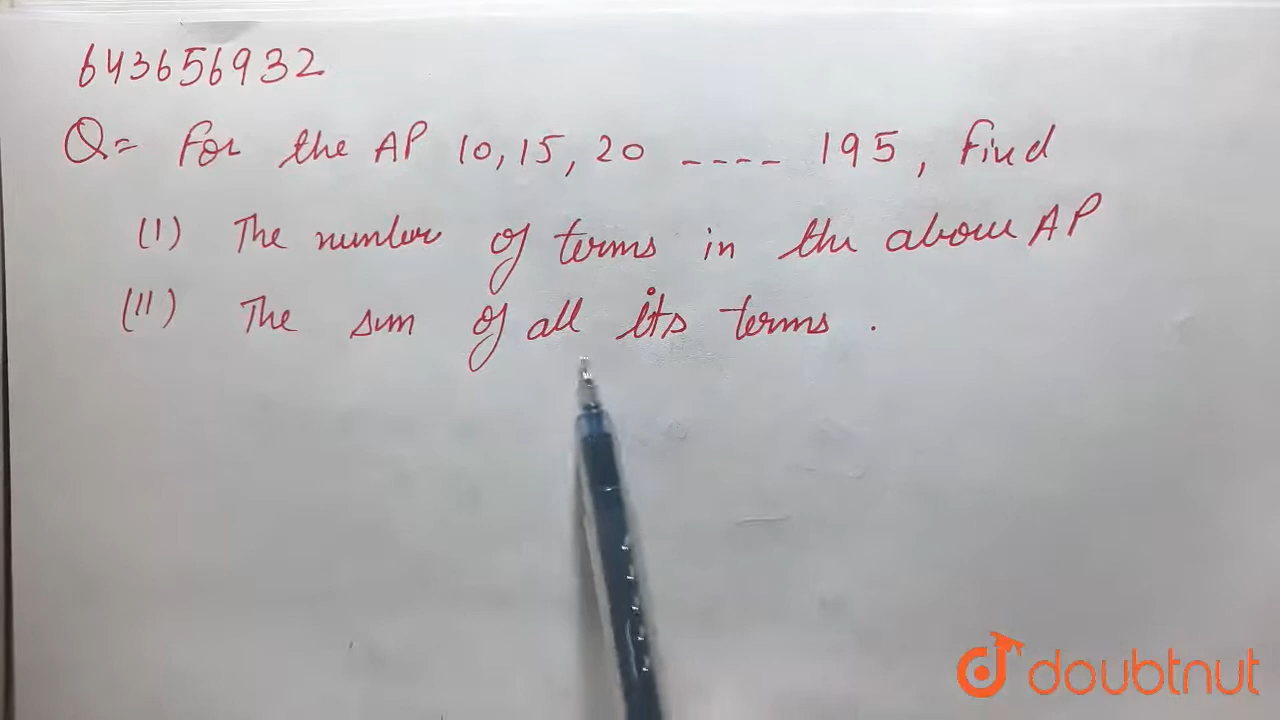 643656932
Q= For the AP 10, 15, 20 ---- 195, Find
(I) The number of terms in the above AP
(II) The sum of all its terms.
doubtnut